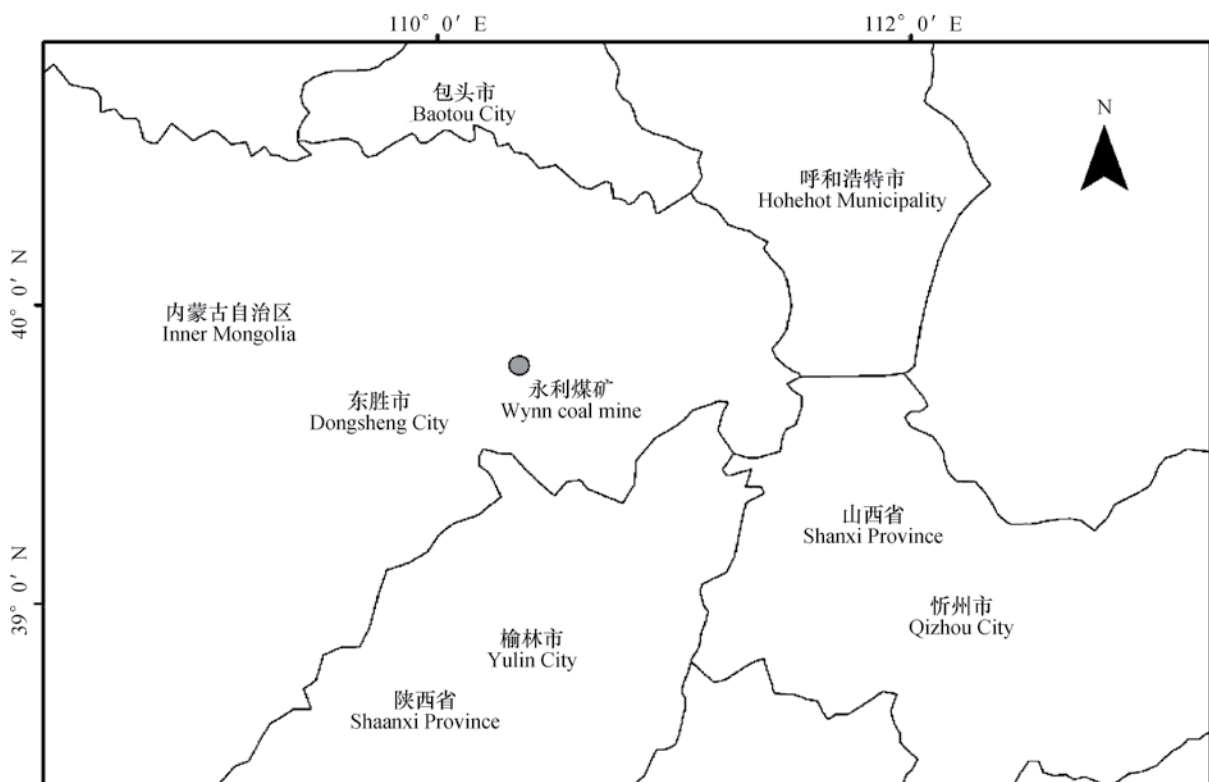 110° 0′ E
112° 0′ E
包头市
Baotou City
N
呼和浩特市
Hohehot Municipality
40° 0′ N
内蒙古自治区
Inner Mongolia
永利煤矿
Wynn coal mine
东胜市
Dongsheng City
山西省
Shanxi Province
39° 0′ N
忻州市
Qizhou City
榆林市
Yulin City
陕西省
Shaanxi Province